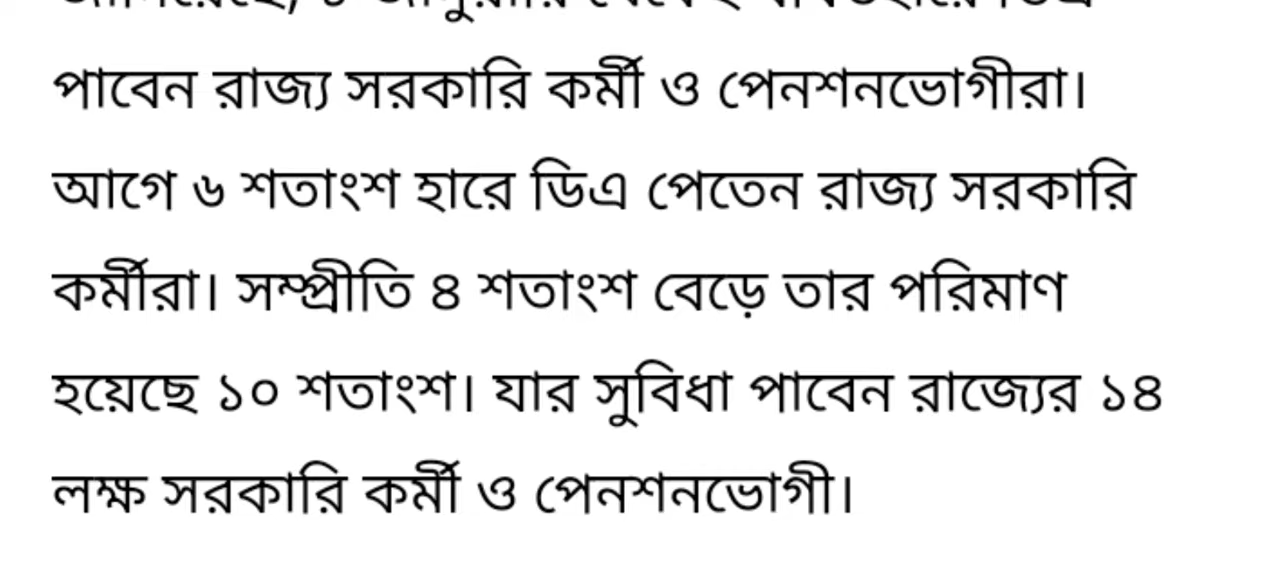 পাবেন রাজ্য সরকারি কর্মী ও পেনশনভোগীরা।
আগে ৬ শতাংশ হারে ডিএ পেতেন রাজ্য সরকারি
কর্মীরা। সম্প্রীতি ৪ শতাংশ বেড়ে তার পরিমাণ
হয়েছে ১০ শতাংশ। যার সুবিধা পাবেন রাজ্যের ১৪
লক্ষ সরকারি কর্মী ও পেনশনভোগী।